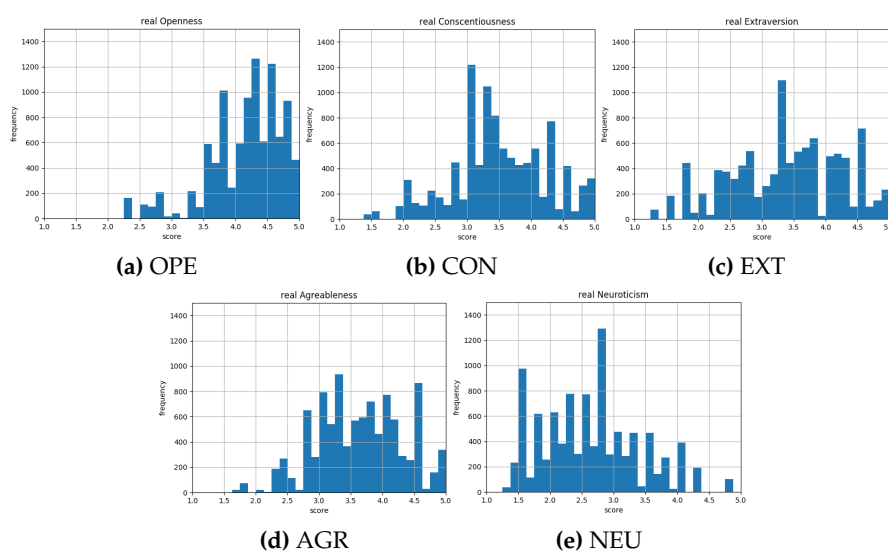 real Openness
1400
1200
1000
800
600
400
200
0
frequency
1.0 1.5 2.0 2.5 3.0 3.5 4.0 4.5 5.0
score
(a) OPE
real Conscentiousness
1400
1200
1000
800
600
400
200
0
frequency
1.0 1.5 2.0 2.5 3.0 3.5 4.0 4.5 5.0
score
(b) CON
real Extraversion
1400
1200
1000
800
600
400
200
0
frequency
1.0 1.5 2.0 2.5 3.0 3.5 4.0 4.5 5.0
score
(c) EXT
real Agreableness
1400
1200
1000
800
600
400
200
0
frequency
1.0 1.5 2.0 2.5 3.0 3.5 4.0 4.5 5.0
score
(d) AGR
real Neuroticism
1400
1200
1000
800
600
400
200
0
frequency
1.0 1.5 2.0 2.5 3.0 3.5 4.0 4.5 5.0
score
(e) NEU